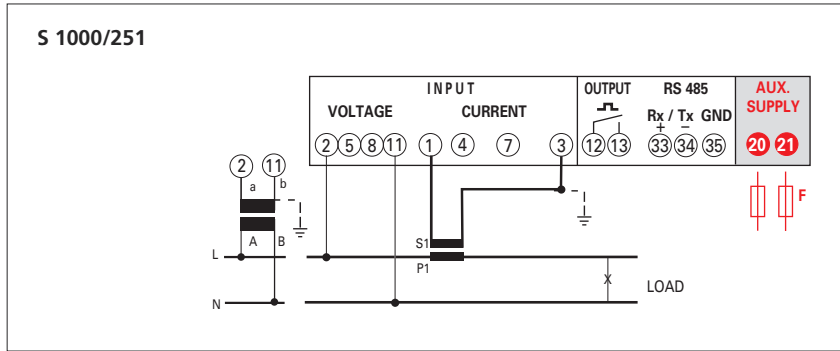 S 1000/251
INPUT
OUTPUT
RS 485
AUX.
SUPPLY
VOLTAGE
CURRENT
Rx / Tx GND
+ −
2 5 8 11 1 4 7 3 12 13 33 34 35 20 21
2 11
a b
F
S1
A B
P1
L
LOAD
X
N